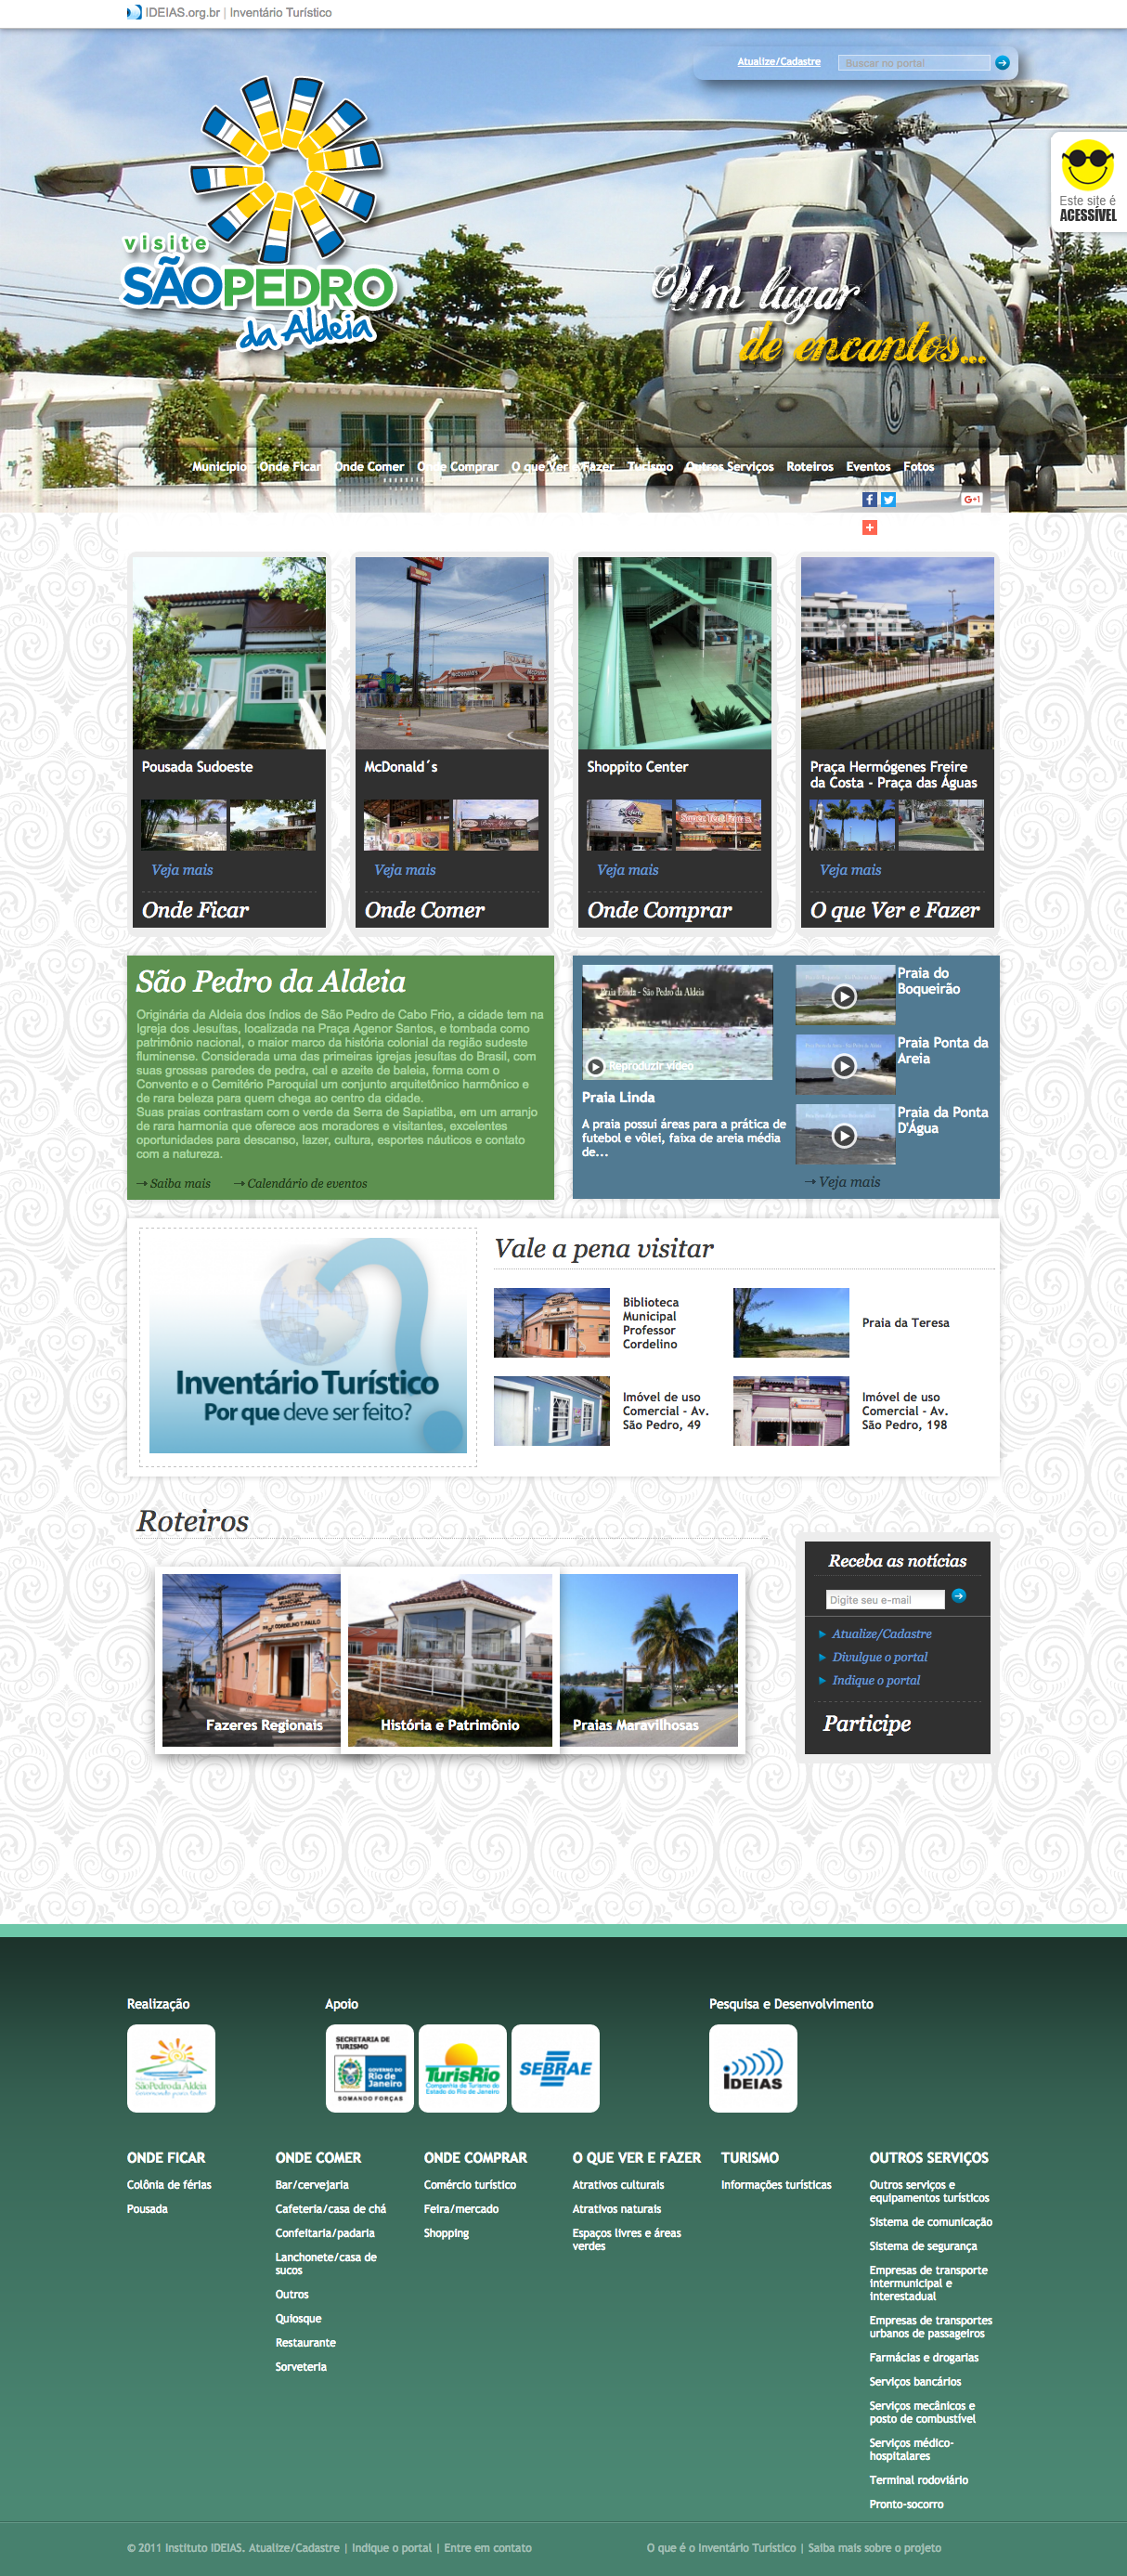 IDEIAS.org.br | Inventário Turístico
Atualize/Cadastre
Buscar no portal
Este site é
ACESSÍVEL
visite
SÃO PEDRO
da Aldeia
Um lugar
de encantos...
Município Onde Ficar Onde Comer Onde Comprar O que Ver e Fazer Turismo Outros Serviços Roteiros Eventos Fotos
G+1
Pousada Sudoeste
Veja mais
Onde Ficar
McDonald´s
Veja mais
Onde Comer
Shoppito Center
Veja mais
Onde Comprar
Praça Hermógenes Freire
da Costa - Praça das Águas
Veja mais
O que Ver e Fazer
São Pedro da Aldeia
Originária da Aldeia dos índios de São Pedro de Cabo Frio, a cidade tem na
Igreja dos Jesuítas, localizada na Praça Agenor Santos, e tombada como
patrimônio nacional, o maior marco da história colonial da região sudeste
fluminense. Considerada uma das primeiras igrejas jesuítas do Brasil, com
suas grossas paredes de pedra, cal e azeite de baleia, forma com o
Convento e o Cemitério Paroquial um conjunto arquitetônico harmônico e
de rara beleza para quem chega ao centro da cidade.
Suas praias contrastam com o verde da Serra de Sapiatiba, em um arranjo
de rara harmonia que oferece aos moradores e visitantes, excelentes
oportunidades para descanso, lazer, cultura, esportes náuticos e contato
com a natureza.
→ Saiba mais → Calendário de eventos
Praia Linda - São Pedro da Aldeia
Reproduzir vídeo
Praia Linda
A praia possui áreas para a prática de
futebol e vôlei, faixa de areia média
de...
Praia do
Boqueirão
Praia Ponta da
Areia
Praia da Ponta
D'Água
→ Veja mais
Inventário Turístico
Por que deve ser feito?
Vale a pena visitar
Biblioteca
Municipal
Professor
Cordelino
Praia da Teresa
Imóvel de uso
Comercial - Av.
São Pedro, 49
Imóvel de uso
Comercial - Av.
São Pedro, 198
Roteiros
Fazeres Regionais
História e Patrimônio
Praias Maravilhosas
Receba as notícias
Digite seu e-mail
Atualize/Cadastre
Divulgue o portal
Indique o portal
Participe
Realização
São Pedro da Aldeia
Apoio
SECRETARIA DE
TURISMO
GOVERNO DO
Rio de
Janeiro
SOMANDO FORÇAS
TurisRio
Companhia de Turismo do
Estado do Rio de Janeiro
SEBRAE
Pesquisa e Desenvolvimento
IDEIAS
ONDE FICAR
Colônia de férias
Pousada
ONDE COMER
Bar/cervejaria
Cafeteria/casa de chá
Confeitaria/padaria
Lanchonete/casa de
sucos
Outros
Quiosque
Restaurante
Sorveteria
ONDE COMPRAR
Comércio turístico
Feira/mercado
Shopping
O QUE VER E FAZER
Atrativos culturais
Atrativos naturais
Espaços livres e áreas
verdes
TURISMO
Informações turísticas
OUTROS SERVIÇOS
Outros serviços e
equipamentos turísticos
Sistema de comunicação
Sistema de segurança
Empresas de transporte
intermunicipal e
interestadual
Empresas de transportes
urbanos de passageiros
Farmácias e drogarias
Serviços bancários
Serviços mecânicos e
posto de combustível
Serviços médico-
hospitalares
Terminal rodoviário
Pronto-socorro
© 2011 Instituto IDEIAS. Atualize/Cadastre | Indique o portal | Entre em contato
O que é o Inventário Turístico | Saiba mais sobre o projeto